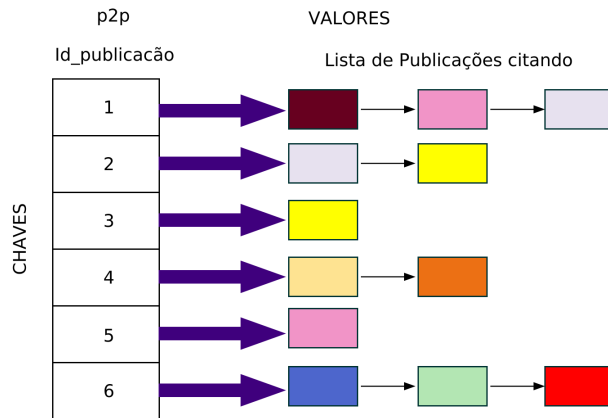 p2p
VALORES
Id_publicacão
Lista de Publicações citando
CHAVES
1
2
3
4
5
6